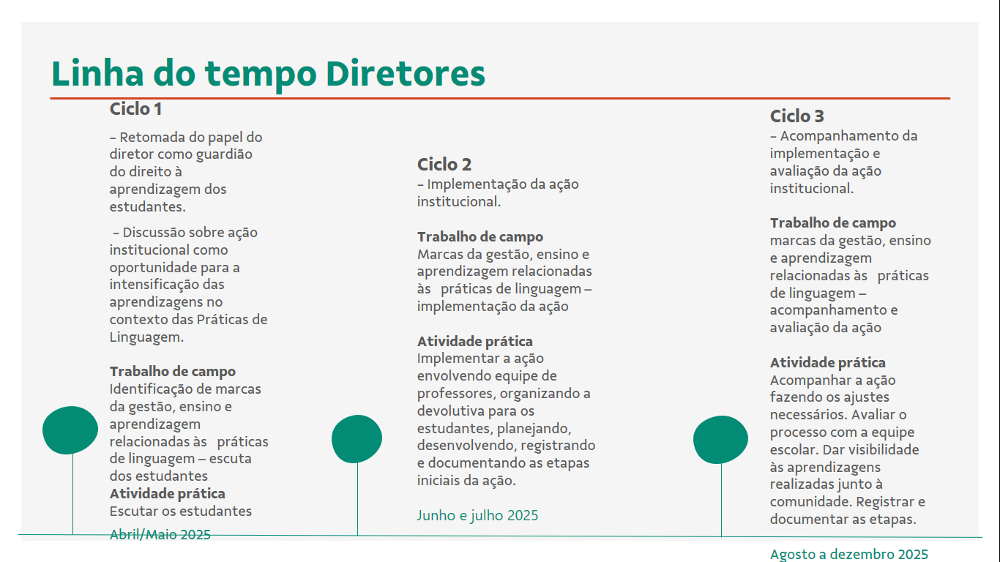 Linha do tempo Diretores
Ciclo 1
– Retomada do papel do
diretor como guardião
do direito à
aprendizagem dos
estudantes.
– Discussão sobre ação
institucional como
oportunidade para a
intensificação das
aprendizagens no
contexto das Práticas de
Linguagem.
Trabalho de campo
Identificação de marcas
da gestão, ensino e
aprendizagem
relacionadas às práticas
de linguagem – escuta
dos estudantes
Atividade prática
Escutar os estudantes
Abril/Maio 2025
Ciclo 2
– Implementação da ação
institucional.
Trabalho de campo
Marcas da gestão, ensino e
aprendizagem relacionadas
às práticas de linguagem –
implementação da ação
Atividade prática
Implementar a ação
envolvendo equipe de
professores, organizando a
devolutiva para os
estudantes, planejando,
desenvolvendo, registrando
e documentando as etapas
iniciais da ação.
Junho e julho 2025
Ciclo 3
– Acompanhamento da
implementação e
avaliação da ação
institucional.
Trabalho de campo
marcas da gestão, ensino
e aprendizagem
relacionadas às práticas
de linguagem –
acompanhamento e
avaliação da ação
Atividade prática
Acompanhar a ação
fazendo os ajustes
necessários. Avaliar o
processo com a equipe
escolar. Dar visibilidade
às aprendizagens
realizadas junto à
comunidade. Registrar e
documentar as etapas.
Agosto a dezembro 2025